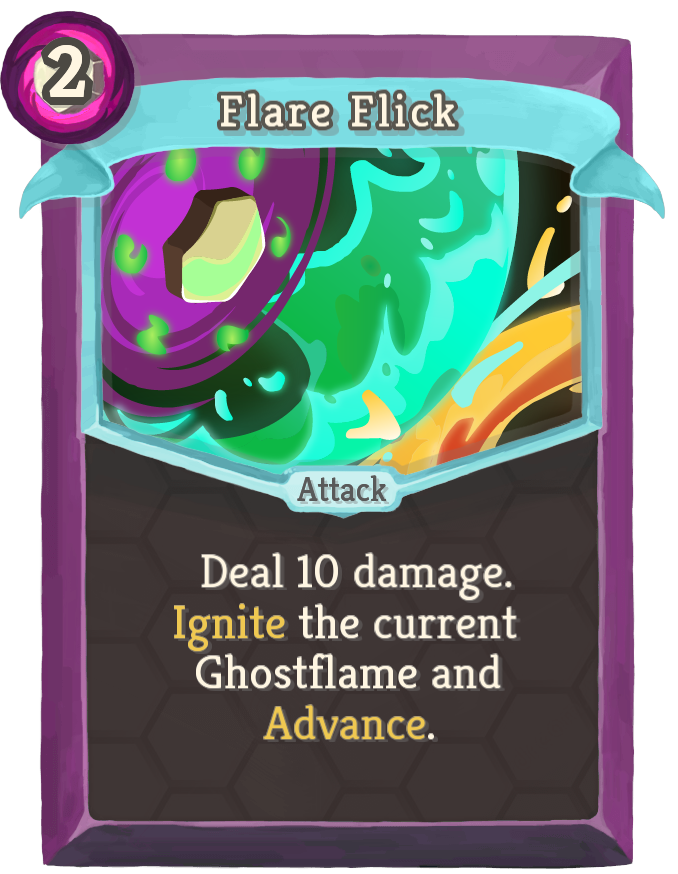 2
Flare Flick
Attack
Deal 10 damage.
Ignite the current
Ghostflame and
Advance.